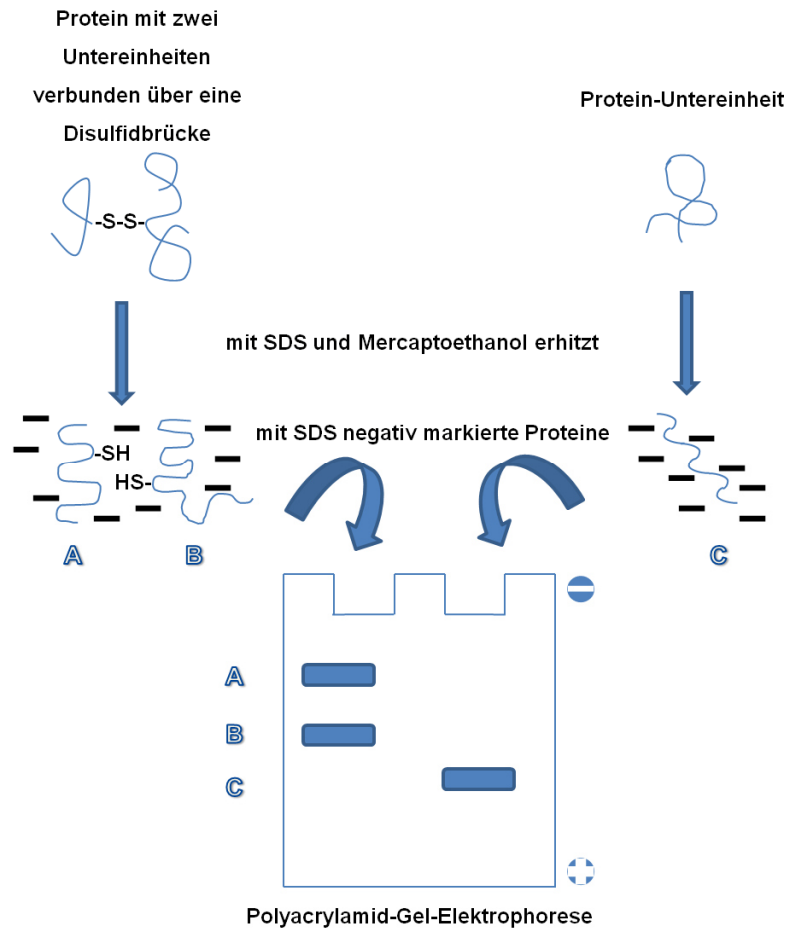 Protein mit zwei
Untereinheiten
verbunden über eine
Disulfidbrücke
Protein-Untereinheit
-S-S-
mit SDS und Mercaptoethanol erhitzt
mit SDS negativ markierte Proteine
-SH
HS-
A
B
C
A
B
C
Polyacrylamid-Gel-Elektrophorese